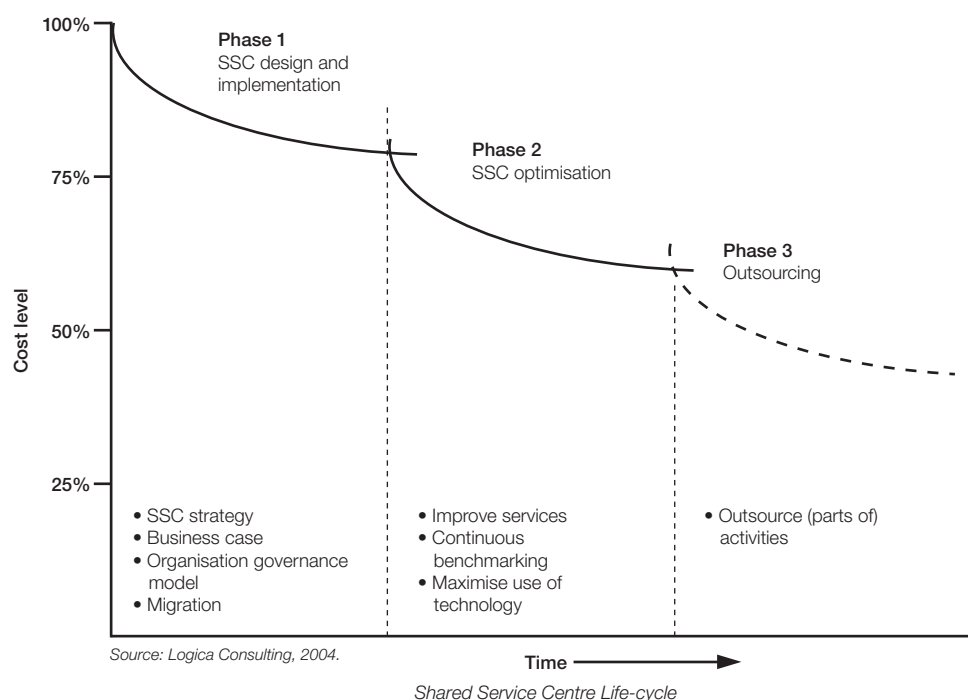 100%
Phase 1
SSC design and
implementation
Phase 2
SSC optimisation
75%
Phase 3
Outsourcing
50%
Cost level
25%
• SSC strategy
• Business case
• Organisation governance
model
• Migration
• Improve services
• Continuous
benchmarking
• Maximise use of
technology
• Outsource (parts of)
activities
Source: Logica Consulting, 2004.
Time
Shared Service Centre Life-cycle